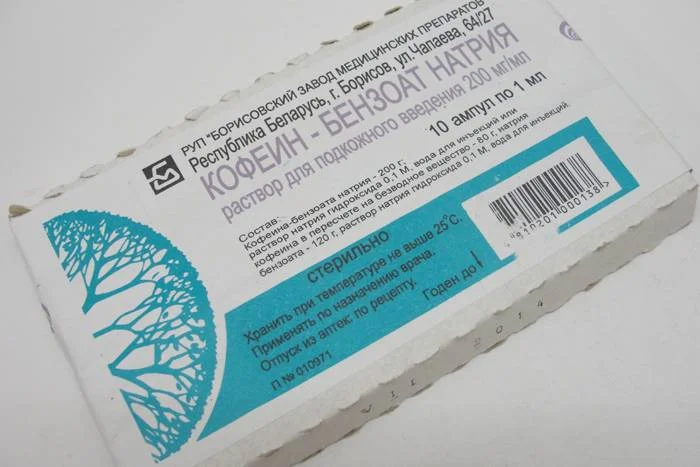 РУП "БОРИСОВСКИЙ ЗАВОД МЕДИЦИНСКИХ ПРЕПАРАТОВ"
Республика Беларусь, г. Борисов, ул. Чапаева, 64/27
КОФЕИН - БЕНЗОАТ НАТРИЯ
раствор для подкожного введения 200 мг/мл
10 ампул по 1 мл
Состав:
Кофеина-бензоата натрия - 200 г;
раствор натрия гидроксида 0,1 М, вода для инъекций или
кофеина в пересчете на безводное вещество - 80 г, натрия
бензоата - 120 г, раствор натрия гидроксида 0,1 М, вода для инъекций.
4 810201 000138
стерильно
Хранить при температуре не выше 25°С.
Применять по назначению врача.
Отпуск из аптек: по рецепту.
П № 010971
Годен до
VII 2014